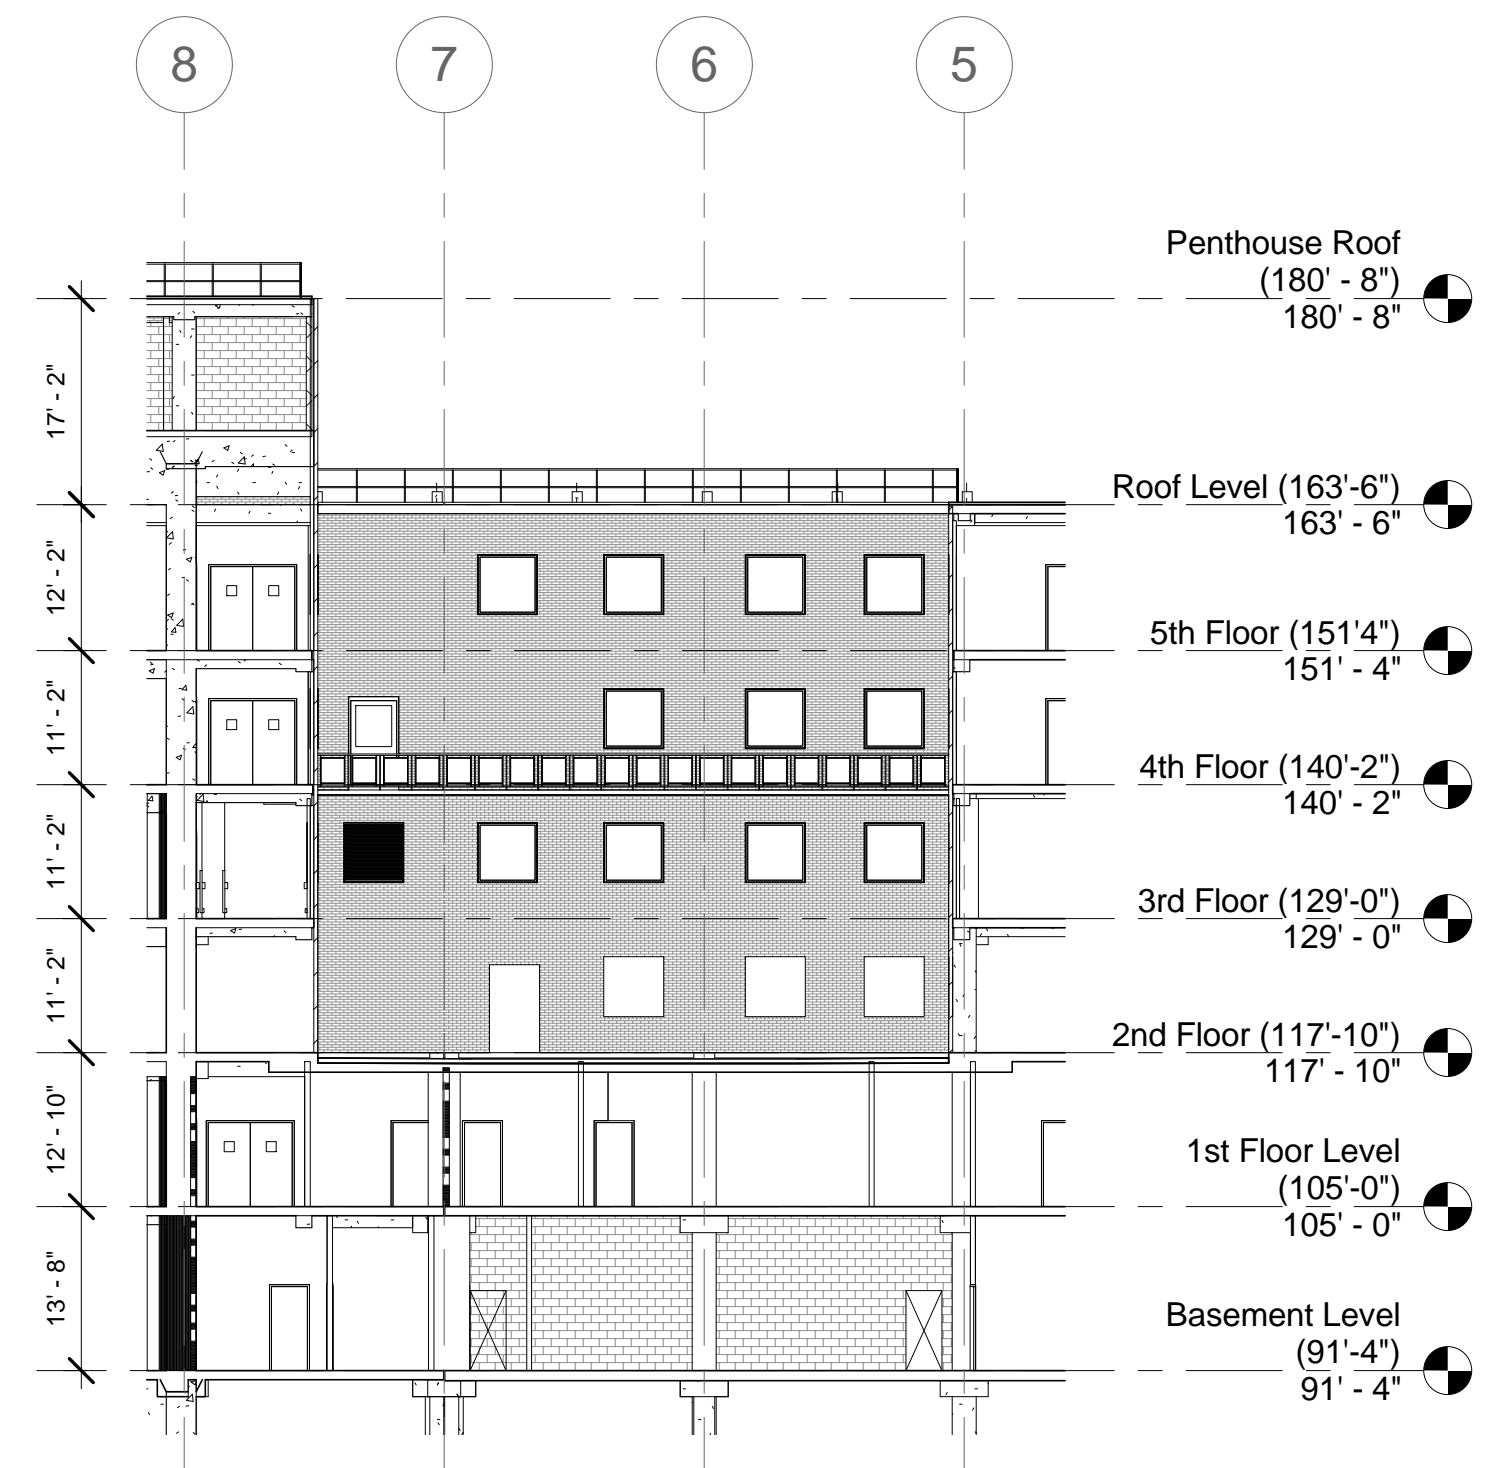 8
7
6
5
Penthouse Roof
(180' - 8")
180' - 8"
17' - 2"
Roof Level (163'-6")
163' - 6"
12' - 2"
5th Floor (151'4")
151' - 4"
11' - 2"
4th Floor (140'-2")
140' - 2"
11' - 2"
3rd Floor (129'-0")
129' - 0"
11' - 2"
2nd Floor (117'-10")
117' - 10"
12' - 10"
1st Floor Level
(105'-0")
105' - 0"
13' - 8"
Basement Level
(91'-4")
91' - 4"